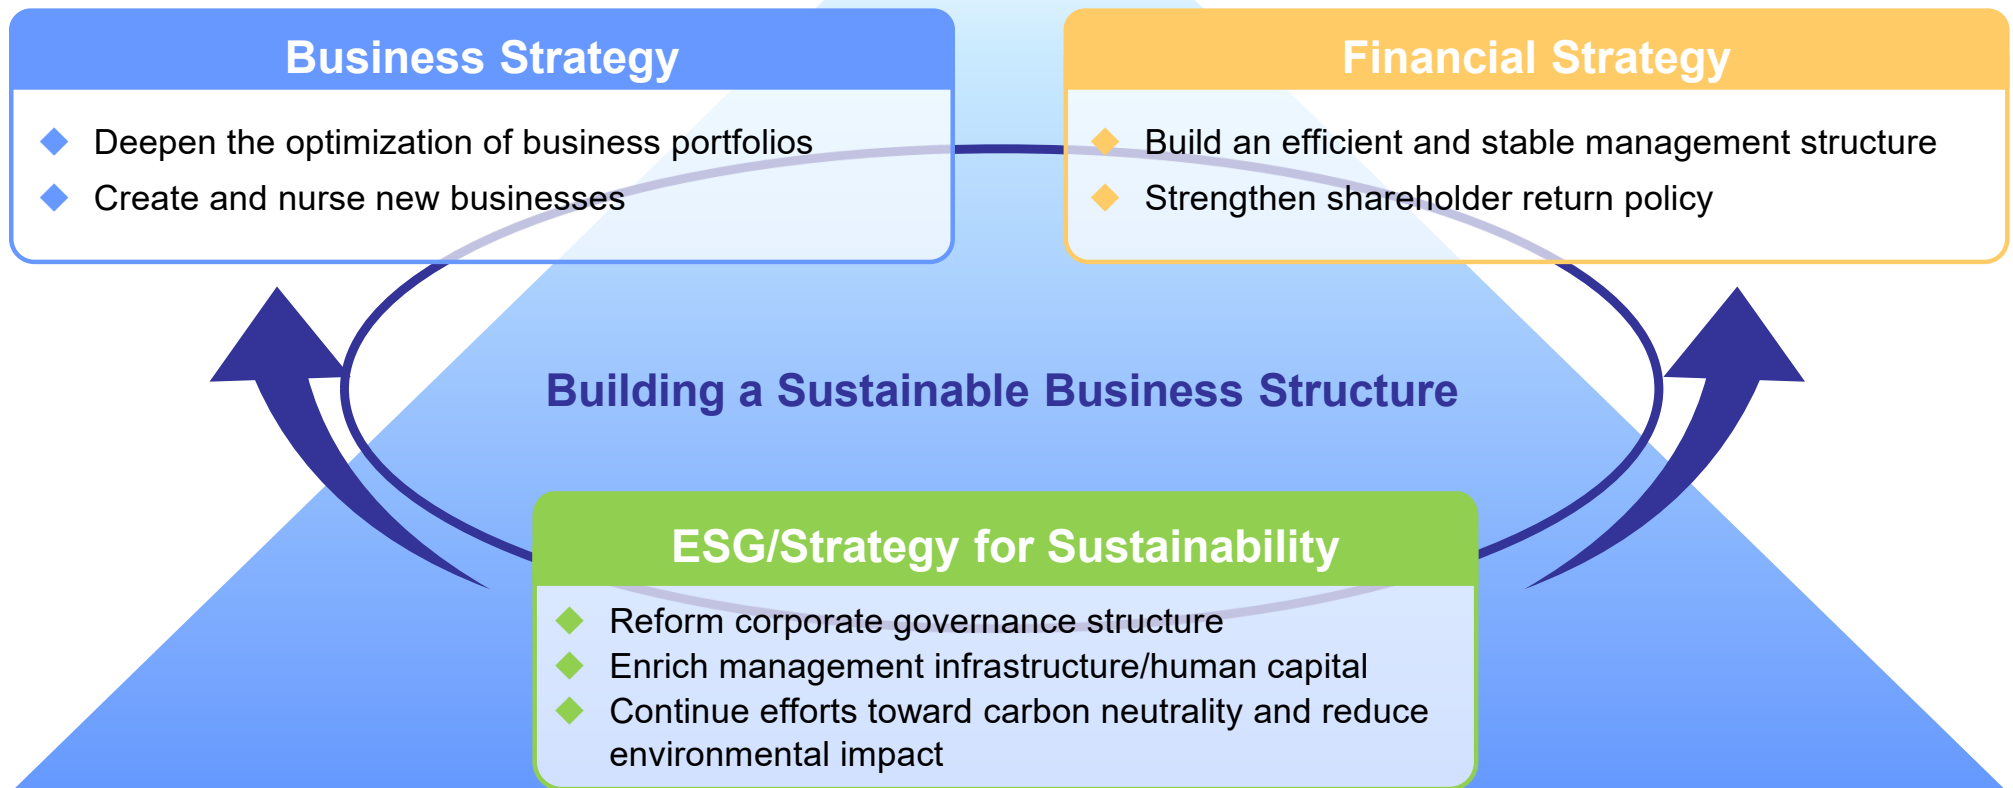 Business Strategy
Deepen the optimization of business portfolios
Create and nurse new businesses
Financial Strategy
Build an efficient and stable management structure
Strengthen shareholder return policy
Building a Sustainable Business Structure
ESG/Strategy for Sustainability
Reform corporate governance structure
Enrich management infrastructure/human capital
Continue efforts toward carbon neutrality and reduce
environmental impact